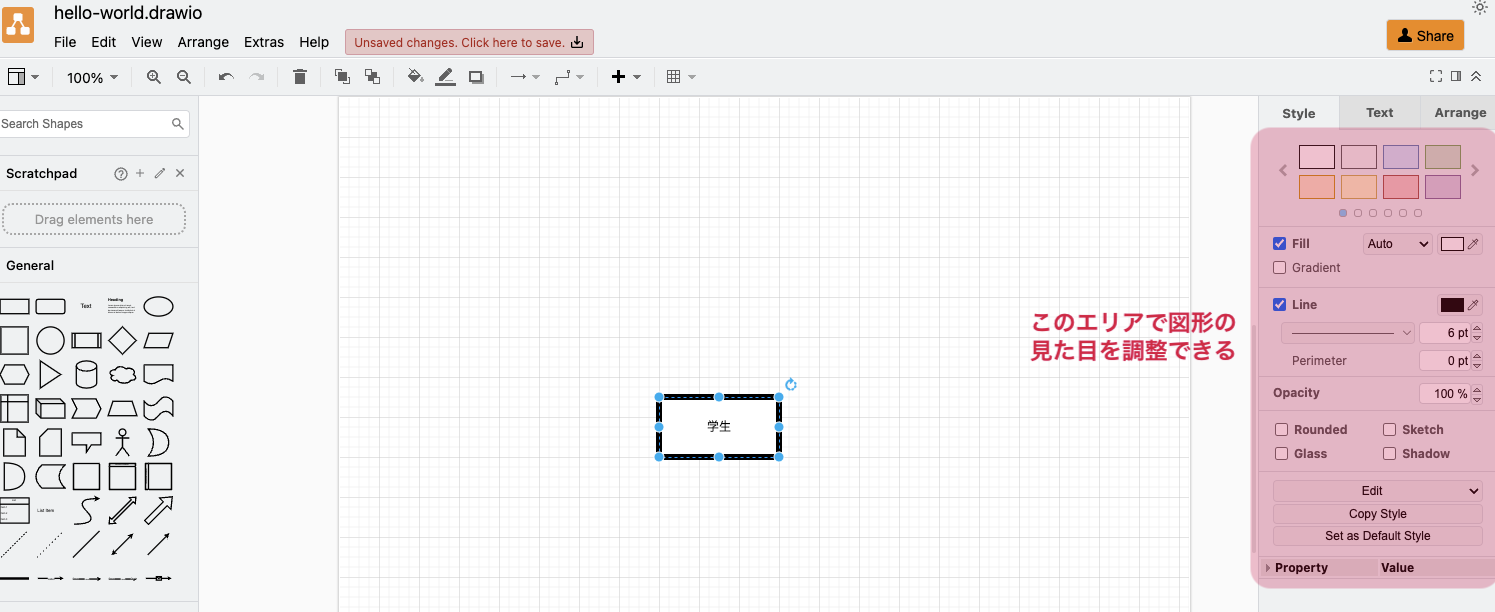 hello-world.drawio
File Edit View Arrange Extras Help
Unsaved changes. Click here to save.
Share
100%
Search Shapes
Scratchpad
Drag elements here
General
Text
Heading
List Item
学生
このエリアで図形の
見た目を調整できる
Style Text Arrange
Fill Auto
Gradient
Line
6 pt
Perimeter 0 pt
Opacity 100 %
Rounded Sketch
Glass Shadow
Edit
Copy Style
Set as Default Style
Property Value